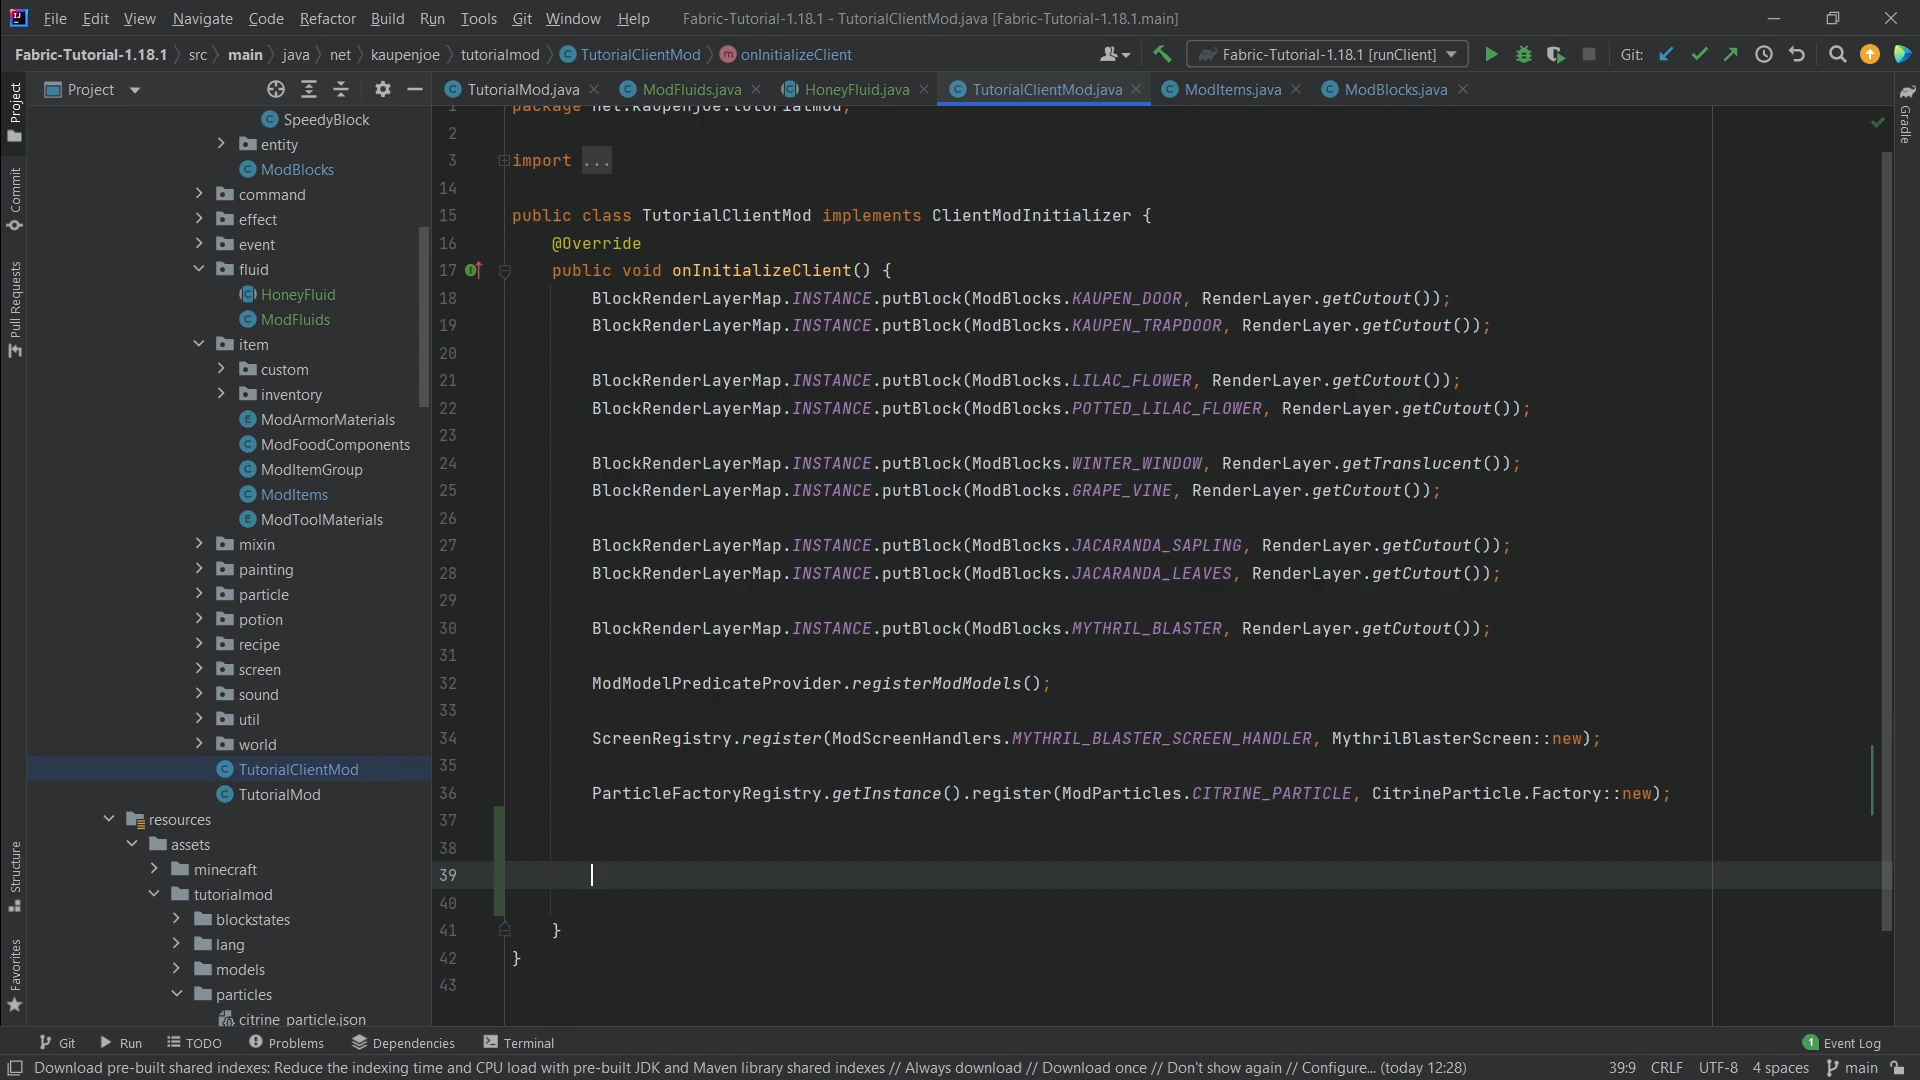 File Edit View Navigate Code Refactor Build Run Tools Git Window Help Fabric-Tutorial-1.18.1 - TutorialClientMod.java [Fabric-Tutorial-1.18.1.main]
Fabric-Tutorial-1.18.1 src main java net kaupenjoe tutorialmod TutorialClientMod onInitializeClient Fabric-Tutorial-1.18.1 [runClient] Git:
Project
TutorialMod.java ModFluids.java HoneyFluid.java TutorialClientMod.java ModItems.java ModBlocks.java
Project
Commit
Pull Requests
Structure
Favorites
SpeedyBlock
entity
ModBlocks
command
effect
event
fluid
HoneyFluid
ModFluids
item
custom
inventory
ModArmorMaterials
ModFoodComponents
ModItemGroup
ModItems
ModToolMaterials
mixin
painting
particle
potion
recipe
screen
sound
util
world
TutorialClientMod
TutorialMod
resources
assets
minecraft
tutorialmod
blockstates
lang
models
particles
citrine_particle.json
1 package net.kaupenjoe.tutorialmod;
2
3 import ...
14
15 public class TutorialClientMod implements ClientModInitializer {
16 @Override
17 public void onInitializeClient() {
18 BlockRenderLayerMap.INSTANCE.putBlock(ModBlocks.KAUPEN_DOOR, RenderLayer.getCutout());
19 BlockRenderLayerMap.INSTANCE.putBlock(ModBlocks.KAUPEN_TRAPDOOR, RenderLayer.getCutout());
20
21 BlockRenderLayerMap.INSTANCE.putBlock(ModBlocks.LILAC_FLOWER, RenderLayer.getCutout());
22 BlockRenderLayerMap.INSTANCE.putBlock(ModBlocks.POTTED_LILAC_FLOWER, RenderLayer.getCutout());
23
24 BlockRenderLayerMap.INSTANCE.putBlock(ModBlocks.WINTER_WINDOW, RenderLayer.getTranslucent());
25 BlockRenderLayerMap.INSTANCE.putBlock(ModBlocks.GRAPE_VINE, RenderLayer.getCutout());
26
27 BlockRenderLayerMap.INSTANCE.putBlock(ModBlocks.JACARANDA_SAPLING, RenderLayer.getCutout());
28 BlockRenderLayerMap.INSTANCE.putBlock(ModBlocks.JACARANDA_LEAVES, RenderLayer.getCutout());
29
30 BlockRenderLayerMap.INSTANCE.putBlock(ModBlocks.MYTHRIL_BLASTER, RenderLayer.getCutout());
31
32 ModModelPredicateProvider.registerModModels();
33
34 ScreenRegistry.register(ModScreenHandlers.MYTHRIL_BLASTER_SCREEN_HANDLER, MythrilBlasterScreen::new);
35
36 ParticleFactoryRegistry.getInstance().register(ModParticles.CITRINE_PARTICLE, CitrineParticle.Factory::new);
37
38
39
40
41 }
42 }
43
Gradle
Git Run TODO Problems Dependencies Terminal 1 Event Log
Download pre-built shared indexes: Reduce the indexing time and CPU load with pre-built JDK and Maven library shared indexes // Always download // Download once // Don't show again // Configure... (today 12:28) 39:9 CRLF UTF-8 4 spaces main